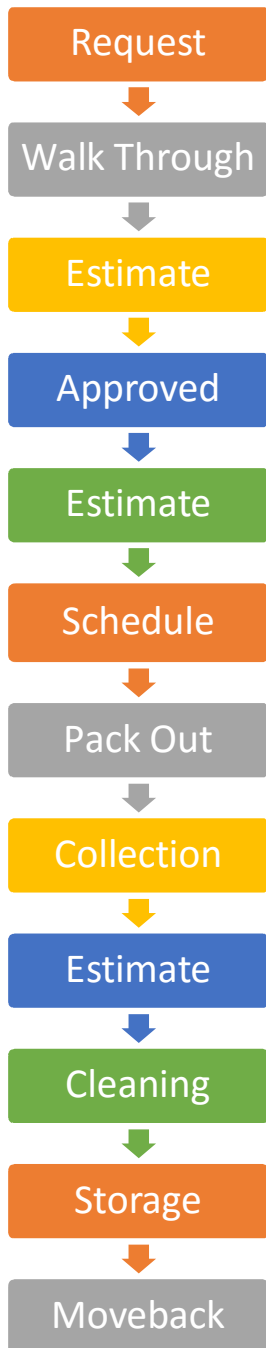 Request
Walk Through
Estimate
Approved
Estimate
Schedule
Pack Out
Collection
Estimate
Cleaning
Storage
Moveback